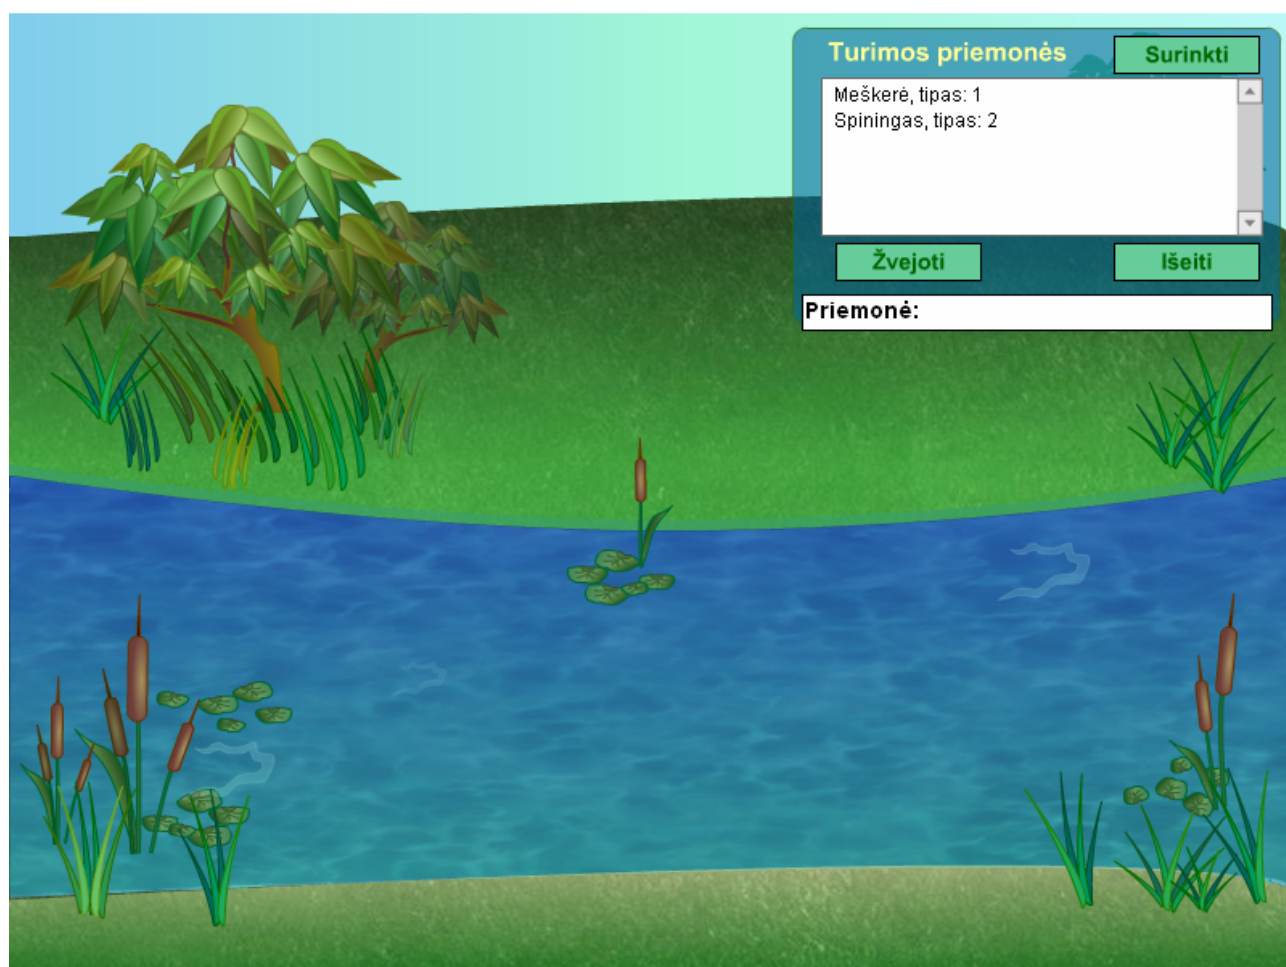 Turimos priemonės
Surinkti
Meškerė, tipas: 1
Spiningas, tipas: 2
Žvejoti
Išeiti
Priemonė: